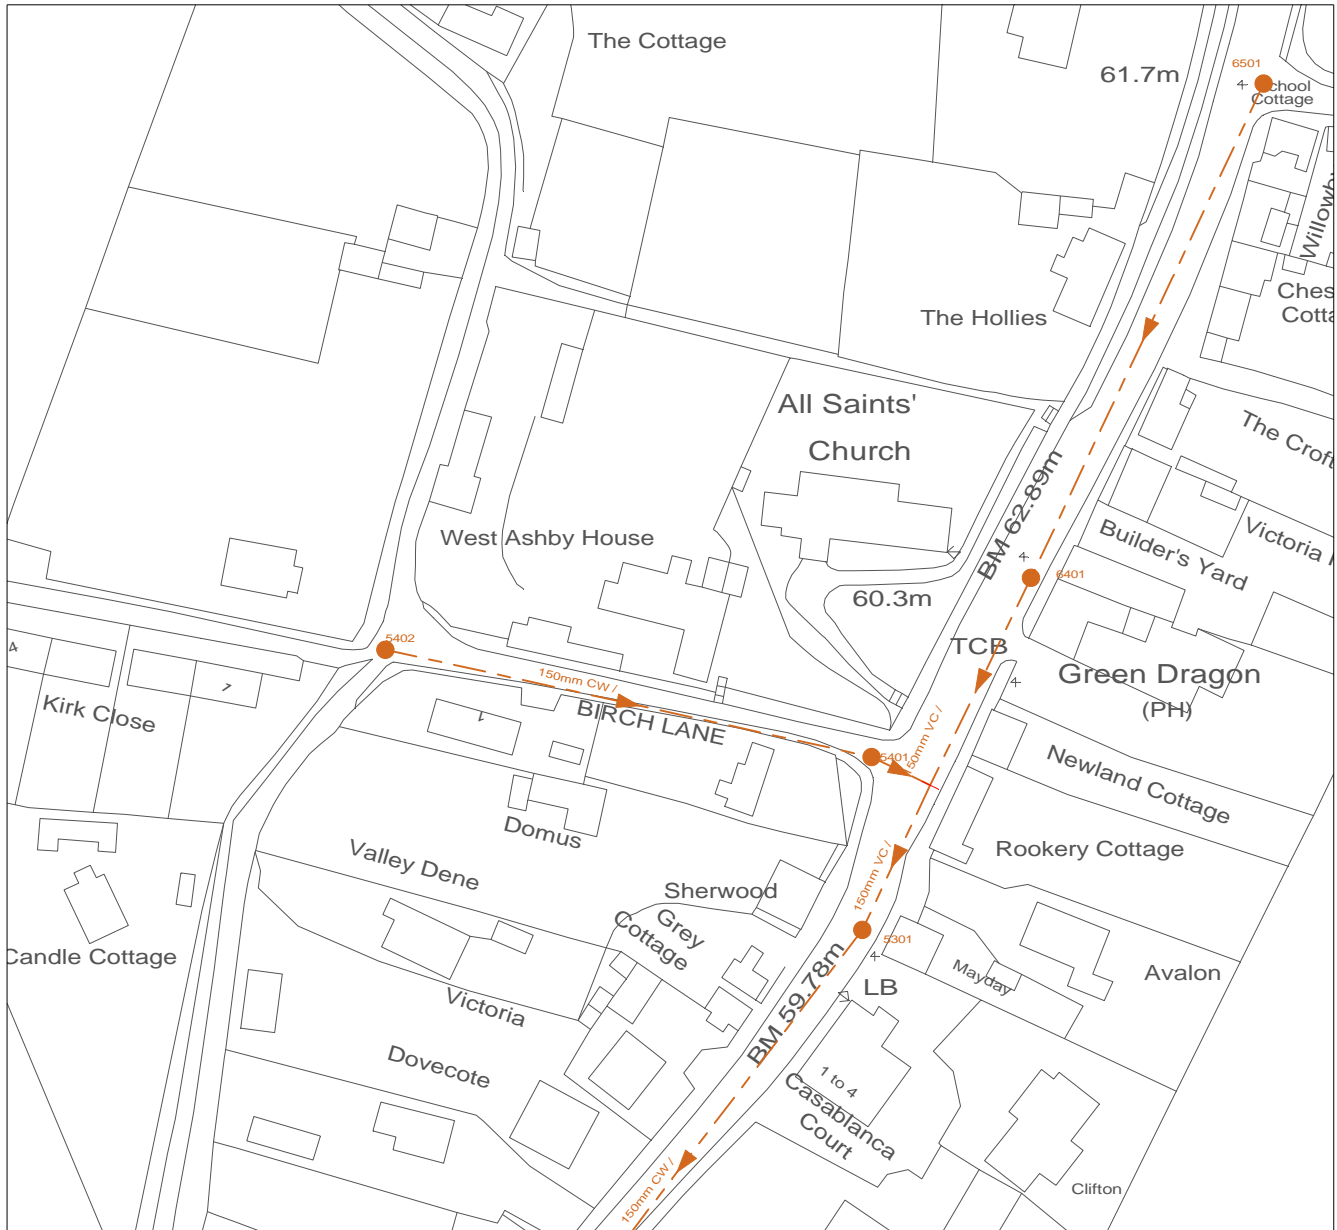 The Cottage
61.7m
6501
chool
Cottage
Willowb
Ches
Cotta
The Hollies
All Saints'
Church
The Croft
BM 62.89m
Builder's Yard
Victoria
West Ashby House
60.3m
6401
TCB
Green Dragon
(PH)
5402
4
7
Kirk Close
150mm CW /
BIRCH LANE
1
5401
50mm VC /
Newland Cottage
Domus
Valley Dene
Rookery Cottage
150mm VC /
Sherwood
Grey
Cottage
5301
Candle Cottage
Mayday
Avalon
LB
BM 59.78m
Victoria
Dovecote
1 to 4
Casablanca
Court
150mm CW /
Clifton